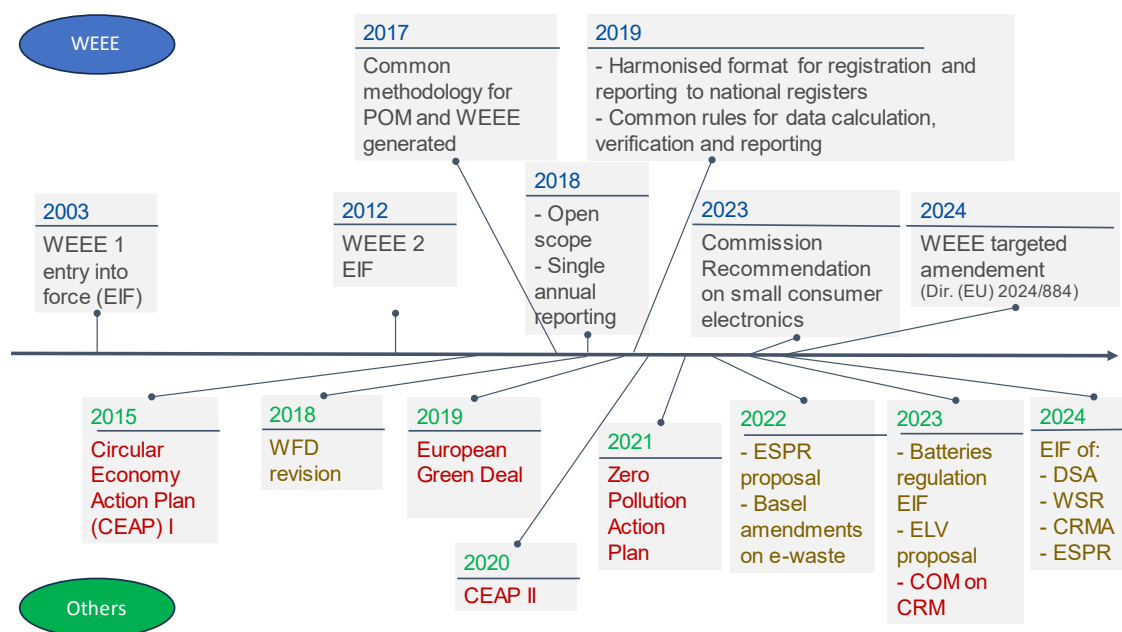 WEEE
2017
Common
methodology for
POM and WEEE
generated
2019
- Harmonised format for registration and
reporting to national registers
- Common rules for data calculation,
verification and reporting
2003
WEEE 1
entry into
force (EIF)
2012
WEEE 2
EIF
2018
- Open
scope
- Single
annual
reporting
2023
Commission
Recommendation
on small consumer
electronics
2024
WEEE targeted
amendement
(Dir. (EU) 2024/884)
2015
Circular
Economy
Action Plan
(CEAP) I
2018
WFD
revision
2019
European
Green Deal
2020
CEAP II
2021
Zero
Pollution
Action
Plan
2022
- ESPR
proposal
- Basel
amendments
on e-waste
2023
- Batteries
regulation
EIF
- ELV
proposal
- COM on
CRM
2024
EIF of:
- DSA
- WSR
- CRMA
- ESPR
Others